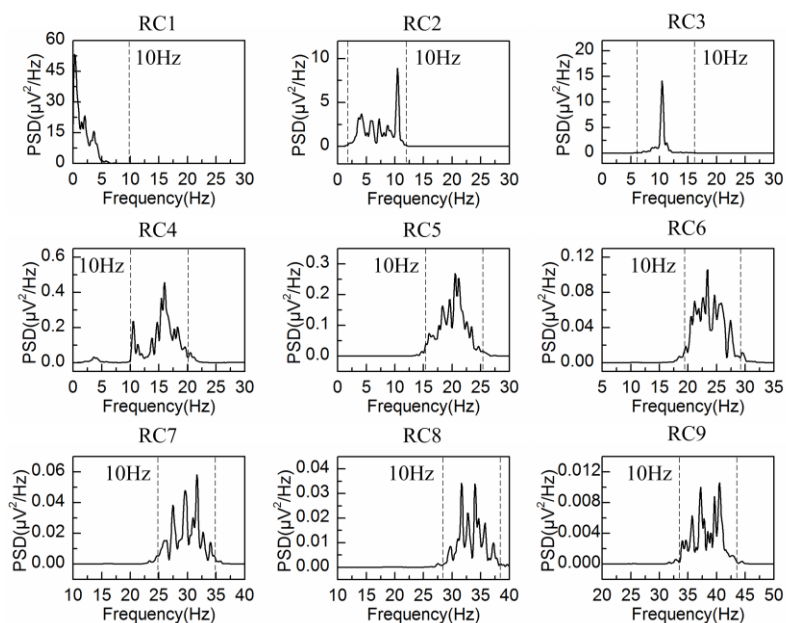 RC1 RC2 RC3
PSD(μV²/Hz) 60 45 30 15 0 10Hz 0 5 10 15 20 25 30 Frequency(Hz)
PSD(μV²/Hz) 10 5 0 10Hz 0 5 10 15 20 25 30 Frequency(Hz)
PSD(μV²/Hz) 20 15 10 5 0 10Hz 0 5 10 15 20 25 30 Frequency(Hz)
RC4 RC5 RC6
PSD(μV²/Hz) 0.6 0.4 0.2 0.0 10Hz 0 5 10 15 20 25 30 Frequency(Hz)
PSD(μV²/Hz) 0.3 0.2 0.1 0.0 10Hz 0 5 10 15 20 25 30 Frequency(Hz)
PSD(μV²/Hz) 0.12 0.08 0.04 0.00 10Hz 5 10 15 20 25 30 35 Frequency(Hz)
RC7 RC8 RC9
PSD(μV²/Hz) 0.06 0.04 0.02 0.00 10Hz 10 15 20 25 30 35 40 Frequency(Hz)
PSD(μV²/Hz) 0.04 0.03 0.02 0.01 0.00 10Hz 10 15 20 25 30 35 40 Frequency(Hz)
PSD(μV²/Hz) 0.012 0.008 0.004 0.000 10Hz 20 25 30 35 40 45 50 Frequency(Hz)